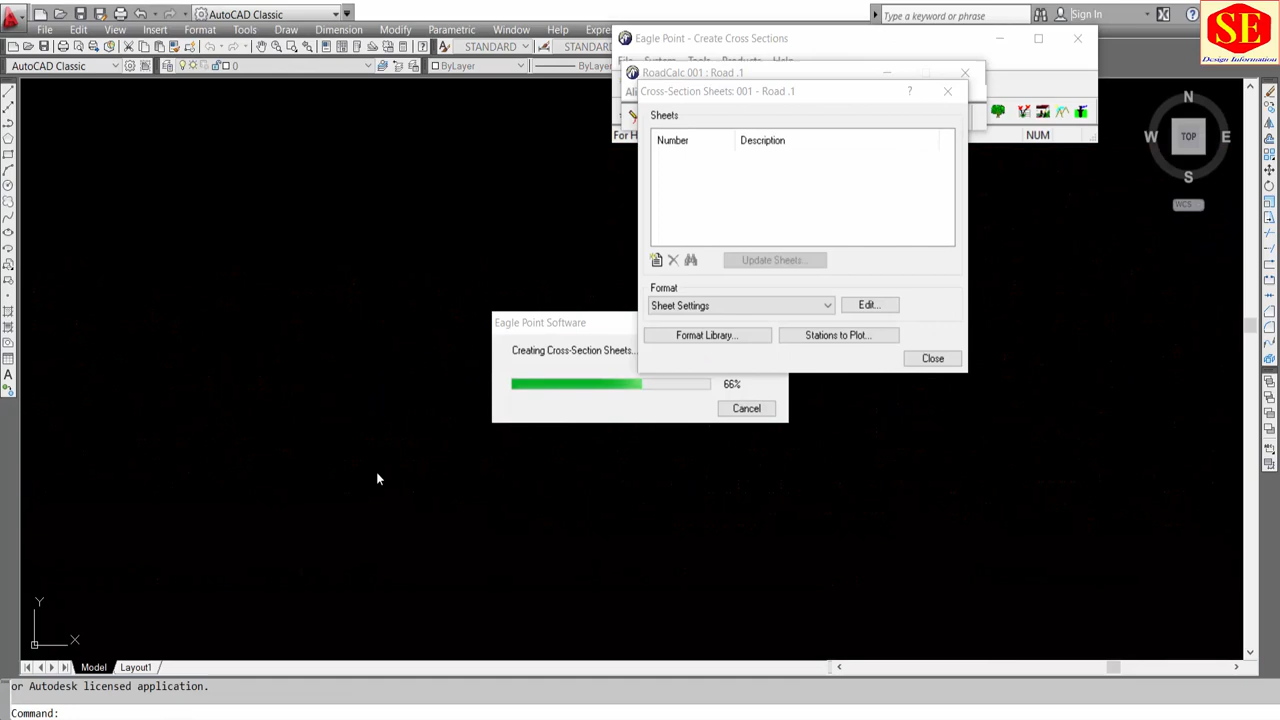 AutoCAD Classic
Type a keyword or phrase
Sign In
SE
Design Information
File Edit View Insert Format Tools Draw Dimension Modify Parametric Window Help
Eagle Point - Create Cross Sections
STANDARD
AutoCAD Classic
0
ByLayer
RoadCalc 001 : Road .1
Cross-Section Sheets: 001 - Road .1
?
Sheets
Number Description
NUM
N
W TOP E
S
WCS
Update Sheets...
Format
Sheet Settings
Edit...
Eagle Point Software
Format Library...
Stations to Plot...
Creating Cross-Section Sheets...
Close
66%
Cancel
Y
X
Model Layout1
or Autodesk licensed application.
Command: